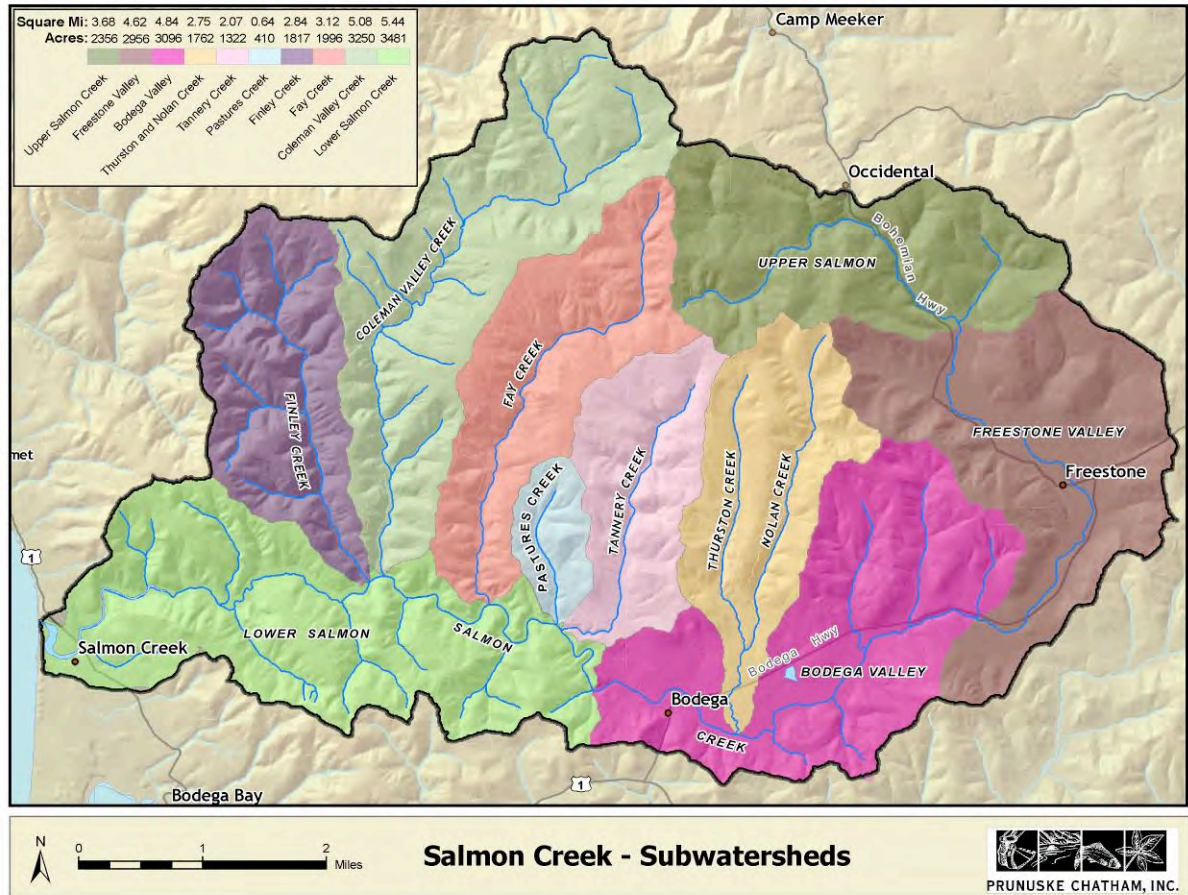 Square Mi: 3.68 4.62 4.84 2.75 2.07 0.64 2.84 3.12 5.08 5.44
Acres: 2356 2956 3096 1762 1322 410 1817 1996 3250 3481
Upper Salmon Creek
Freestone Valley
Bodega Valley
Thurston and Nolan Creek
Tannery Creek
Pastures Creek
Finley Creek
Fay Creek
Coleman Valley Creek
Lower Salmon Creek
Camp Meeker
Occidental
Bohemian Hwy
UPPER SALMON
COLEMAN VALLEY CREEK
FAY CREEK
FINLEY CREEK
PASTURES CREEK
TANNERY CREEK
THURSTON CREEK
NOLAN CREEK
FREESTONE VALLEY
Freestone
met
1
LOWER SALMON
SALMON
CREEK
Salmon Creek
Bodega Hwy
BODEGA VALLEY
Bodega
1
Bodega Bay
N
0 1 2
Miles
Salmon Creek - Subwatersheds
PRUNUSKE CHATHAM, INC.